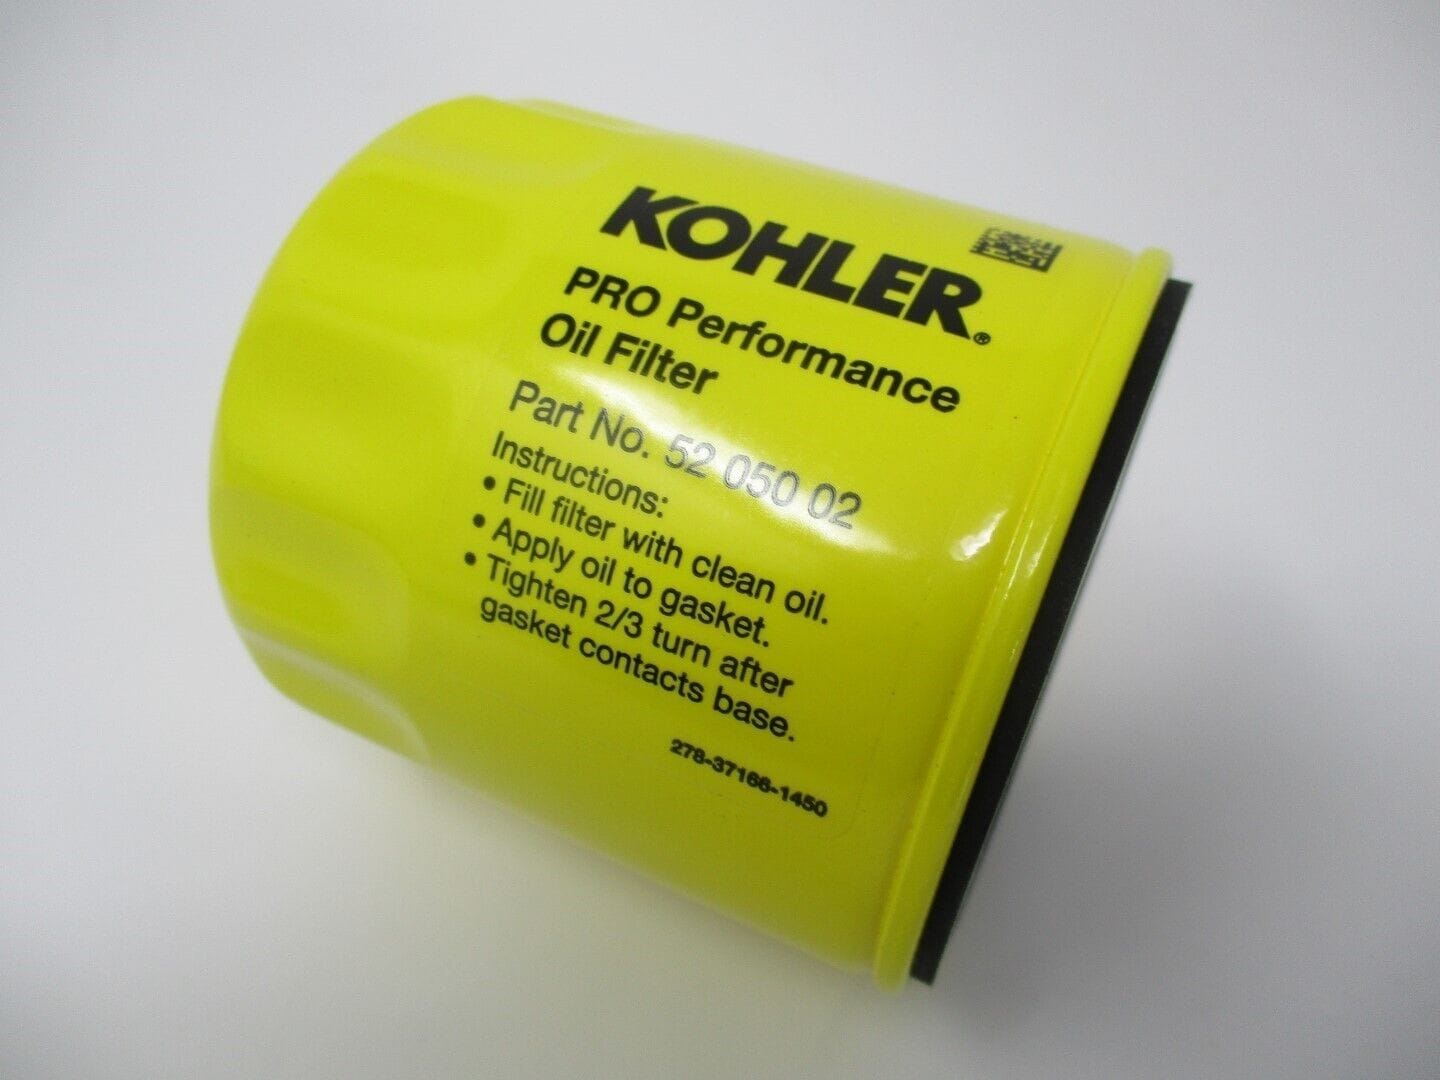 KOHLER®
PRO Performance
Oil Filter
Part No. 52 050 02
Instructions:
• Fill filter with clean oil.
• Apply oil to gasket.
• Tighten 2/3 turn after
gasket contacts base.
278-37166-1450